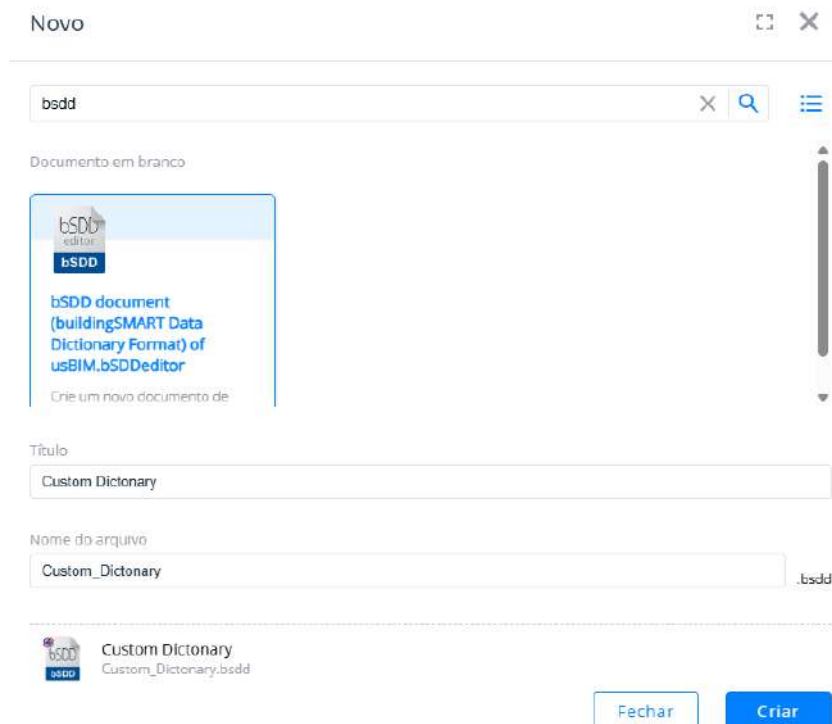 Novo
bsdd
Documento em branco
bSDD
editor
bSDD
bSDD document
(buildingSMART Data
Dictionary Format) of
usBIM.bSDDeditor
Crie um novo documento de
Título
Custom Dictonary
Nome do arquivo
Custom_Dictonary
.bsdd
bSDD
bSDD
Custom Dictonary
Custom_Dictonary.bsdd
Fechar
Criar